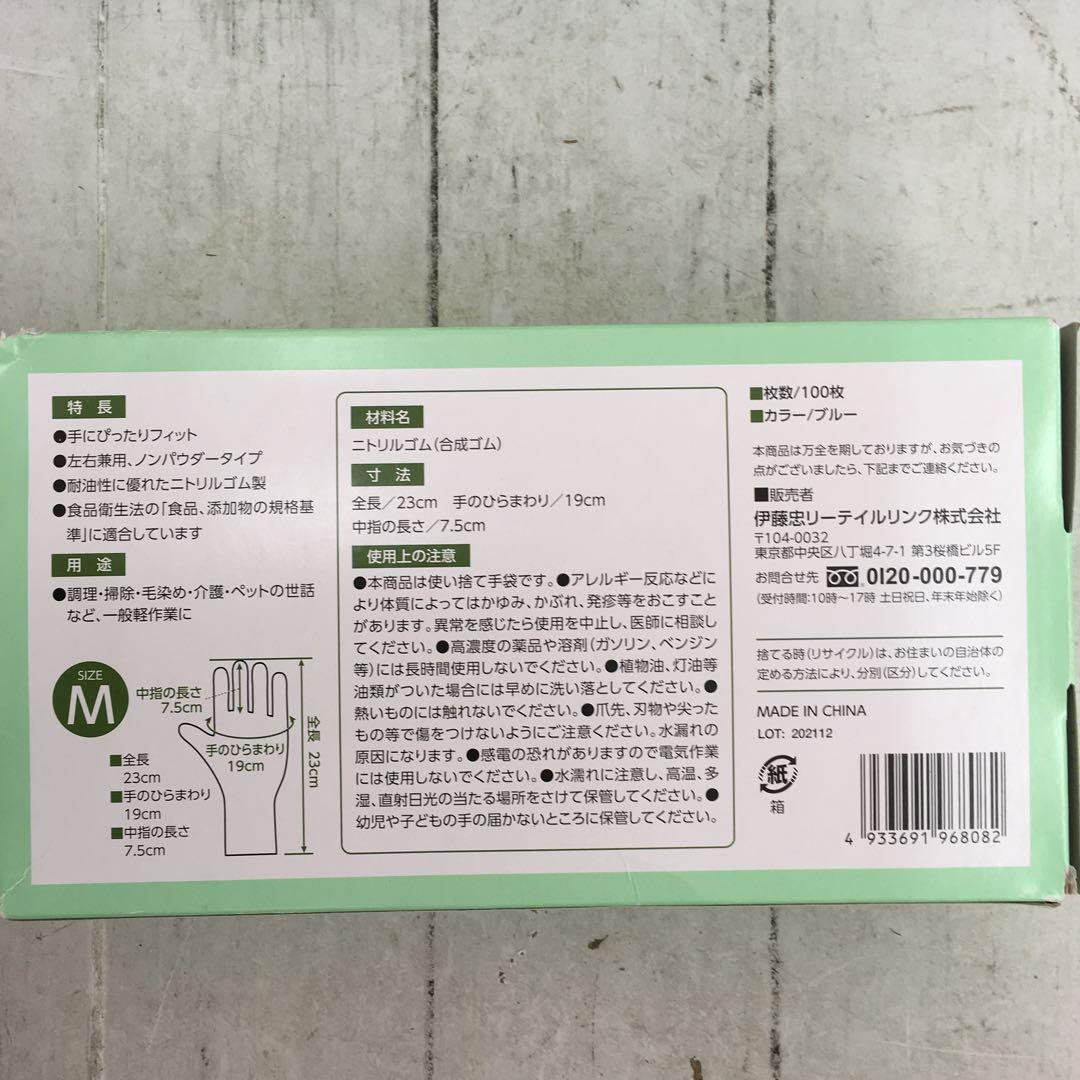 特長
●手にぴったりフィット
●左右兼用、ノンパウダータイプ
●耐油性に優れたニトリルゴム製
●食品衛生法の「食品、添加物の規格基
準」に適合しています
用途
●調理・掃除・毛染め・介護・ペットの世話
など、一般軽作業に
SIZE
M
中指の長さ
7.5cm
手のひらまわり
19cm
全長 23cm
■全長
23cm
■手のひらまわり
19cm
■中指の長さ
7.5cm
材料名
ニトリルゴム(合成ゴム)
寸法
全長/23cm 手のひらまわり/19cm
中指の長さ/7.5cm
使用上の注意
●本商品は使い捨て手袋です。●アレルギー反応などに
より体質によってはかゆみ、かぶれ、発疹等をおこすこと
があります。異常を感じたら使用を中止し、医師に相談し
てください。●高濃度の薬品や溶剤(ガソリン、ベンジン
等)には長時間使用しないでください。●植物油、灯油等
油類がついた場合には早めに洗い落としてください。●
熱いものには触れないでください。●爪先、刃物や尖った
もの等で傷をつけないようにご注意ください。水漏れの
原因になります。●感電の恐れがありますので電気作業
には使用しないでください。●水濡れに注意し、高温、多
湿、直射日光の当たる場所をさけて保管してください。●
幼児や子どもの手の届かないところに保管してください。
■枚数/100枚
■カラー/ブルー
本商品は万全を期しておりますが、お気づきの
点がございましたら、下記までご連絡ください。
■販売者
伊藤忠リーテイルリンク株式会社
〒104-0032
東京都中央区八丁堀4-7-1 第3桜橋ビル5F
お問合せ先 0120-000-779
(受付時間:10時〜17時 土日祝日、年末年始除く)
捨てる時(リサイクル)は、お住まいの自治体の
定める方法により、分別(区分)してください。
MADE IN CHINA
LOT: 202112
紙
箱
4 933691 968082